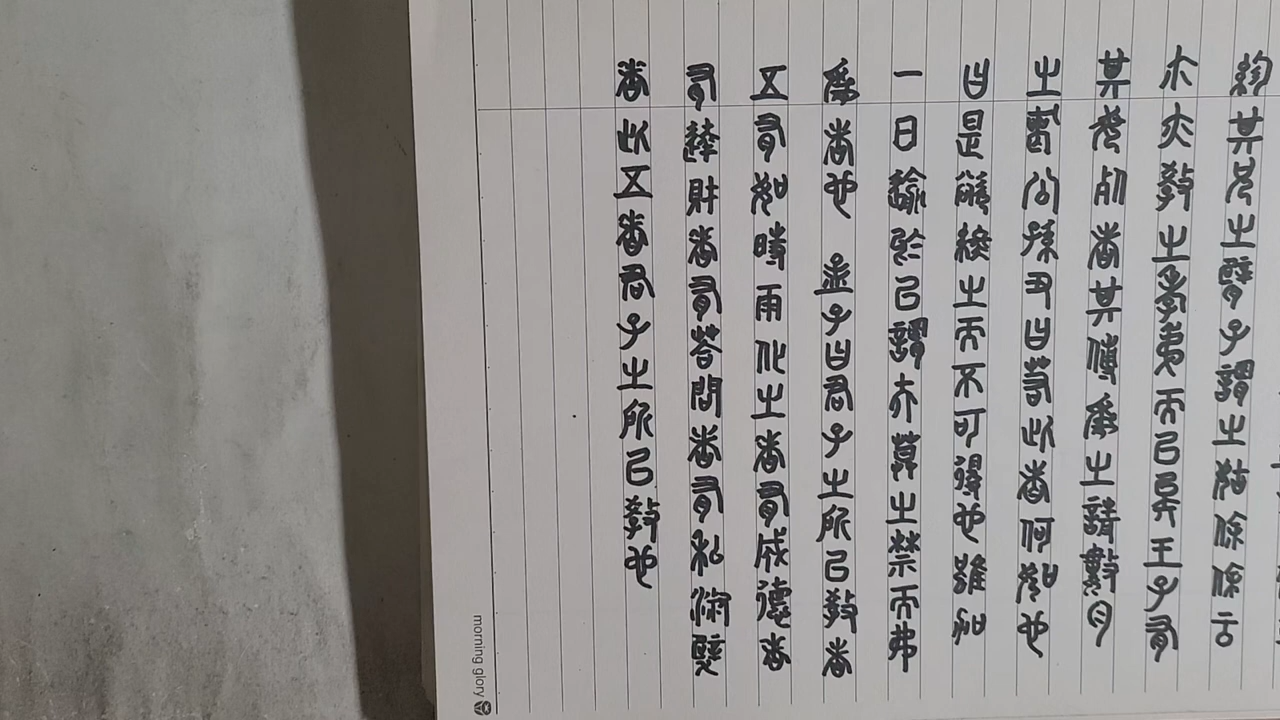 紾其兄之臂子謂之姑徐徐云
尒亦教之孝弟而已矣王子有
其母死者其傅為之請數月
之喪公孫丑曰若此者何如也
曰是欲終之而不可得也雖加
一日愈於已謂夫莫之禁而弗
為者也 孟子曰君子之所以教者
五有如時雨化之者有成德者
有達財者有答問者有私淑艾
者此五者君子之所以教也
morning glory